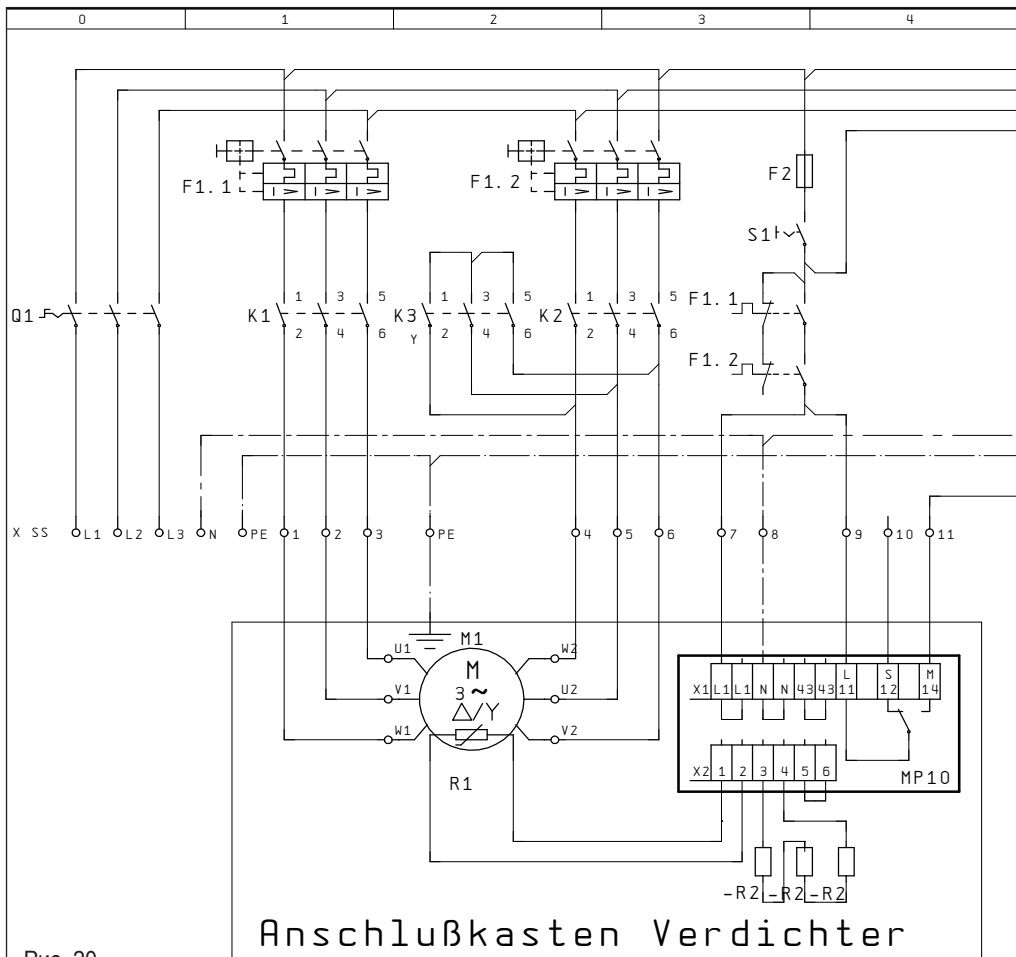 0 1 2 3 4
F1.1 F1.2 F2
I> I> I> I> I> I>
S1
1 3 5 1 3 5 1 3 5 F1.1
Q1 K1 K3 K2
2 4 6 Y 2 4 6 2 4 6
F1.2
X SS L1 L2 L3 N PE 1 2 3 PE 4 5 6 7 8 9 10 11
U1 M1 W2
M L S M
3~ X1 L1 L1 N N 43 43 11 12 14
V1 U2
Δ/Y
W1 V2
X2 1 2 3 4 5 6 MP10
R1
-R2 -R2 -R2
Anschlußkasten Verdichter